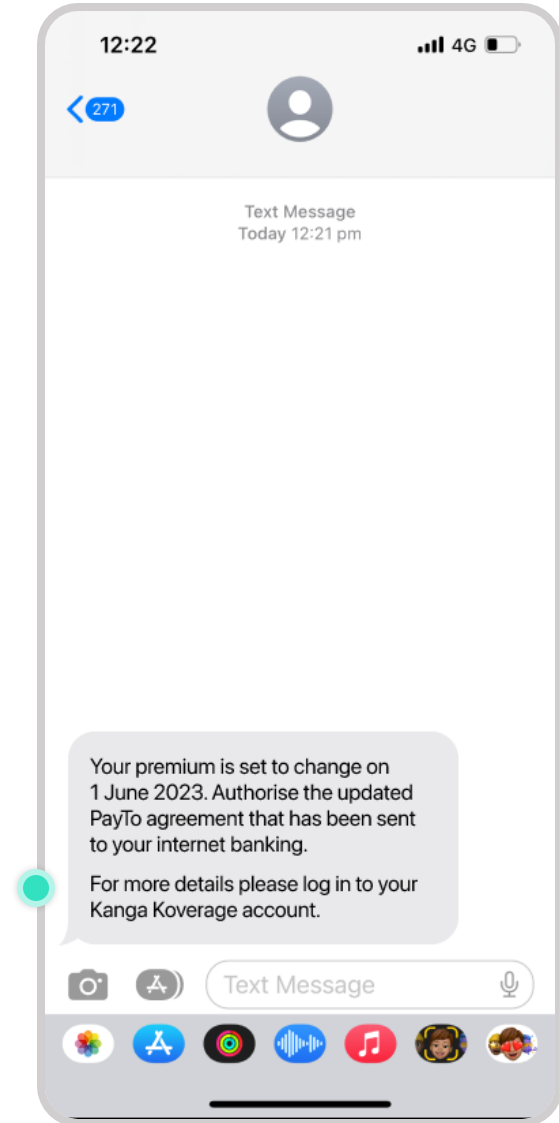 12:22
4G
271
Text Message
Today 12:21 pm
Your premium is set to change on
1 June 2023. Authorise the updated
PayTo agreement that has been sent
to your internet banking.
For more details please log in to your
Kanga Koverage account.
Text Message